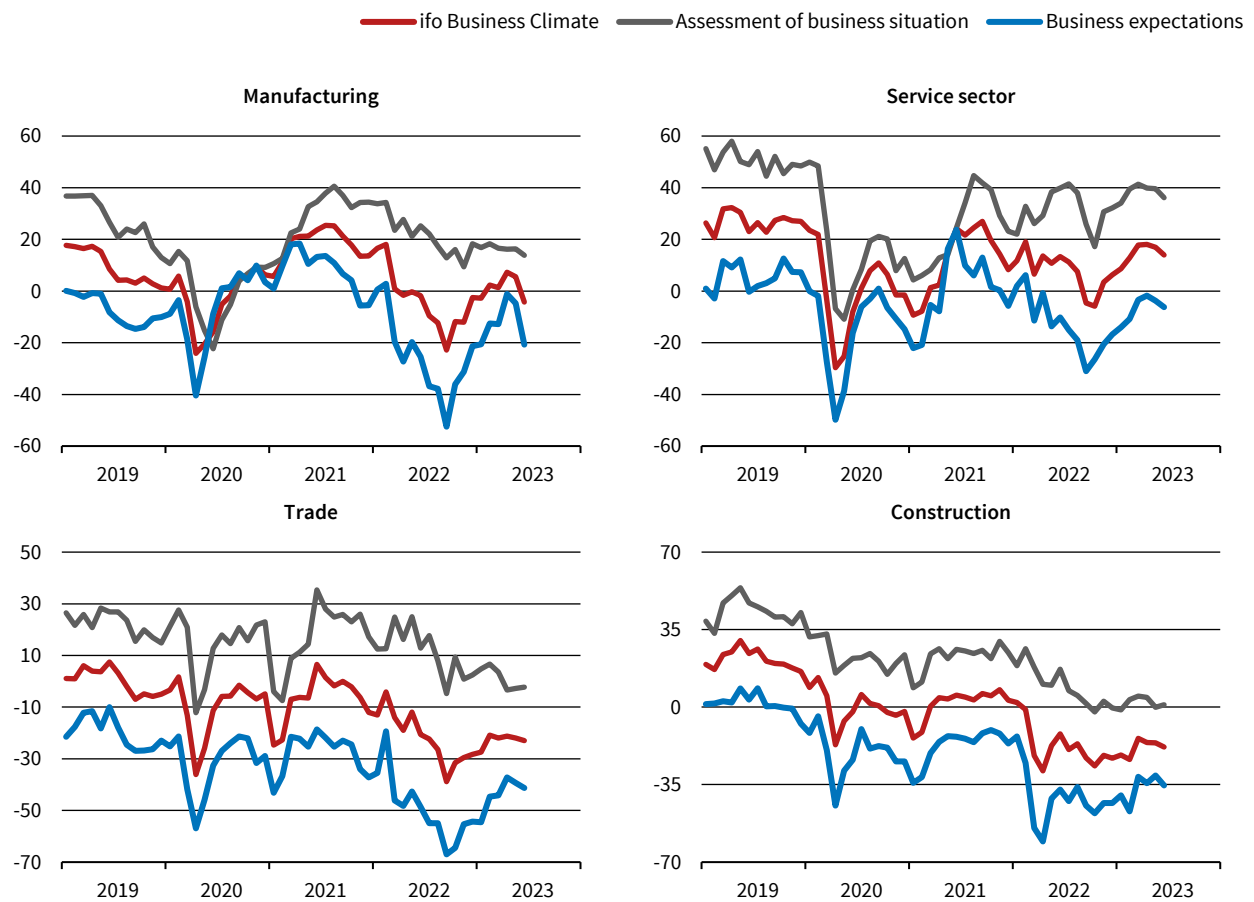 ifo Business Climate Assessment of business situation Business expectations
Manufacturing
60
40
20
0
-20
-40
-60
2019 2020 2021 2022 2023
Service sector
60
40
20
0
-20
-40
-60
2019 2020 2021 2022 2023
Trade
50
30
10
-10
-30
-50
-70
2019 2020 2021 2022 2023
Construction
70
35
0
-35
-70
2019 2020 2021 2022 2023